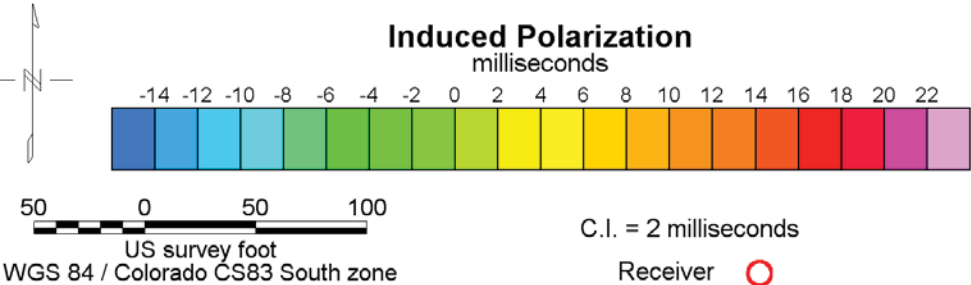 Induced Polarization
milliseconds
N
-14 -12 -10 -8 -6 -4 -2 0 2 4 6 8 10 12 14 16 18 20 22
50 0 50 100
US survey foot
WGS 84 / Colorado CS83 South zone
C.I. = 2 milliseconds
Receiver